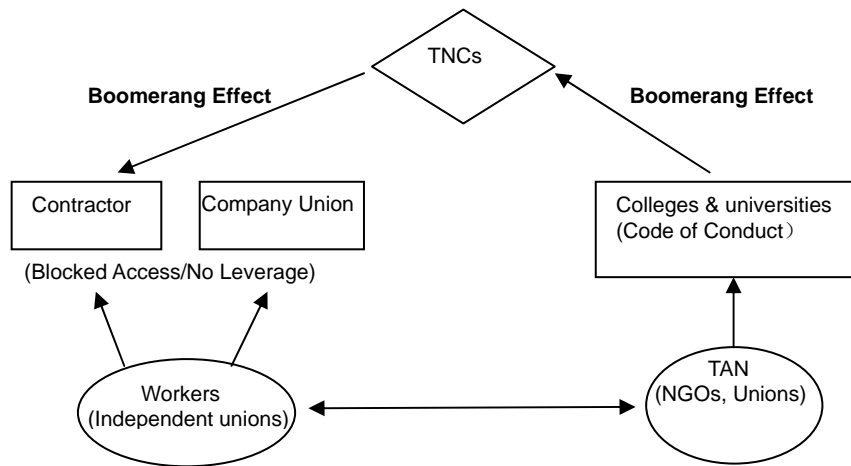 TNCs
Boomerang Effect
Boomerang Effect
Contractor
Company Union
Colleges & universities
(Code of Conduct）
(Blocked Access/No Leverage)
Workers
(Independent unions)
TAN
(NGOs, Unions)